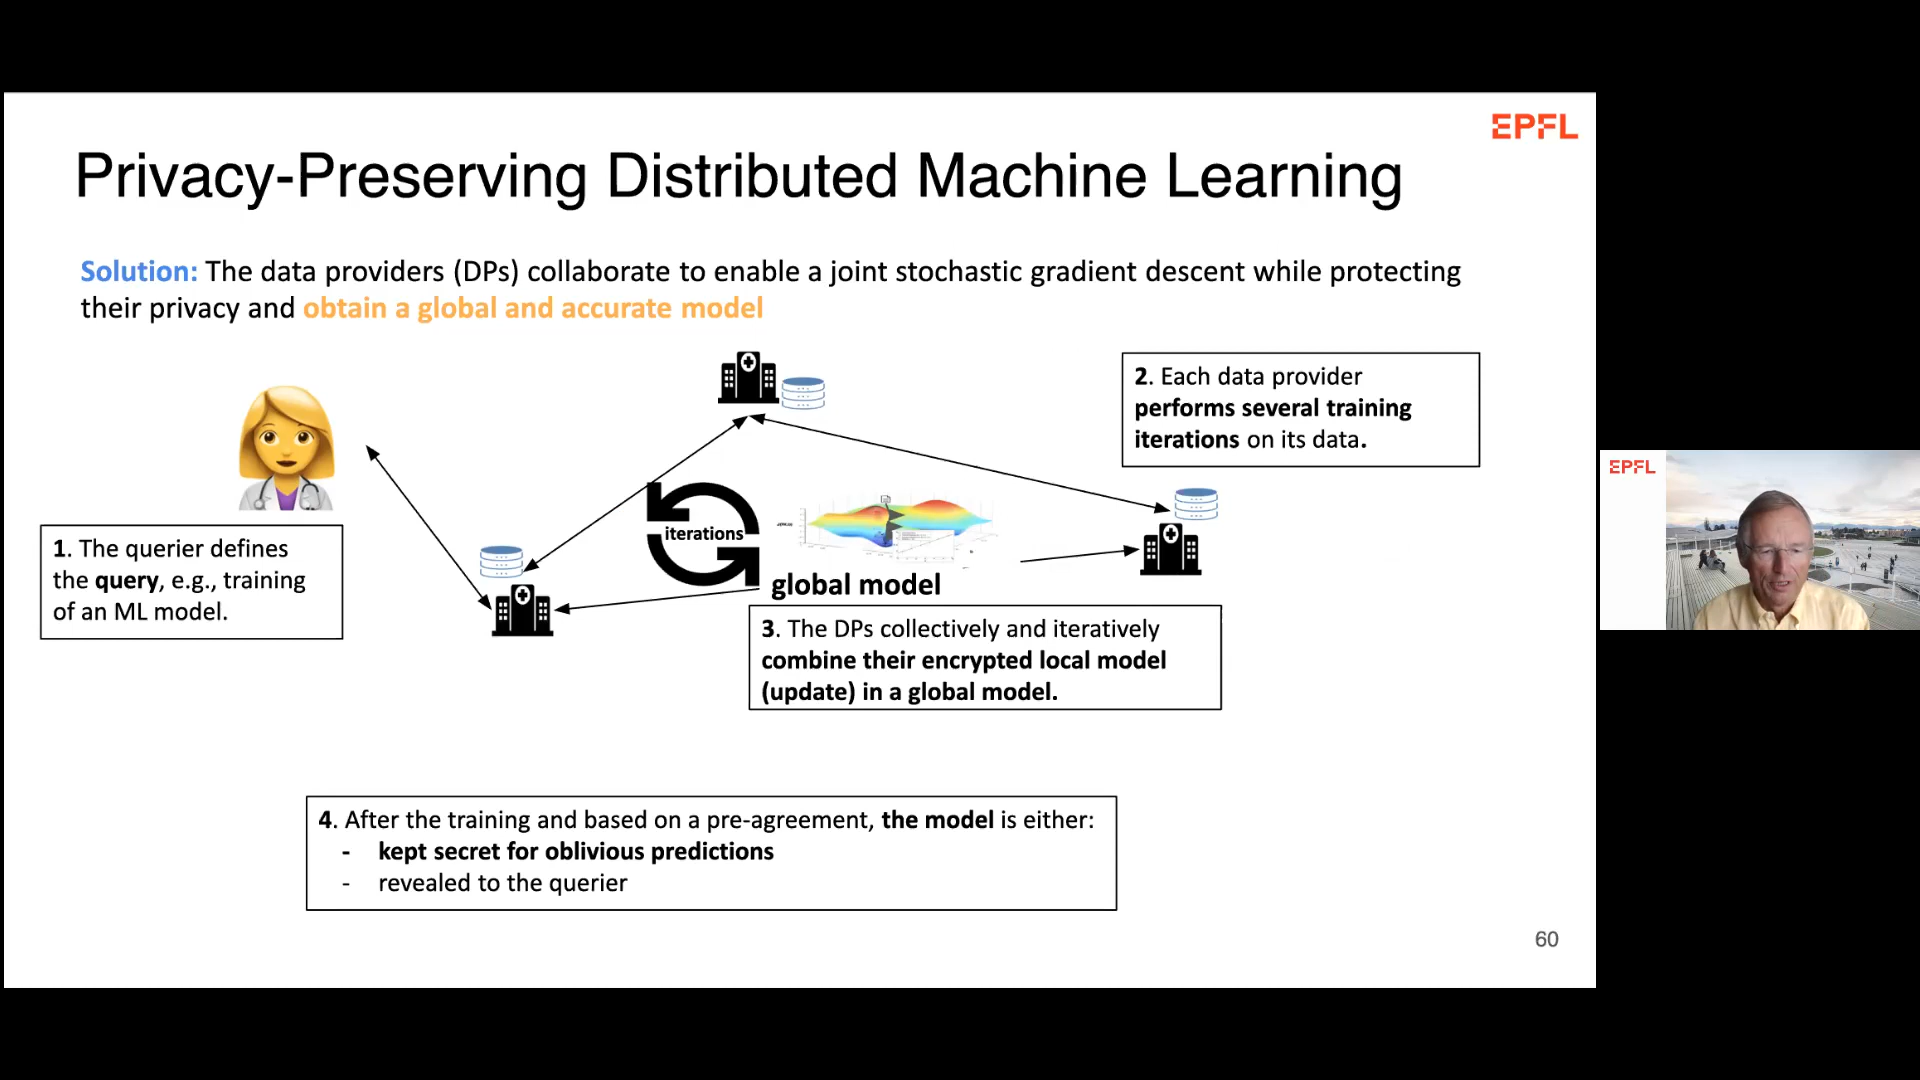 EPFL
Privacy-Preserving Distributed Machine Learning
Solution: The data providers (DPs) collaborate to enable a joint stochastic gradient descent while protecting
their privacy and obtain a global and accurate model
2. Each data provider
performs several training
iterations on its data.
EPFL
iterations
1. The querier defines
the query, e.g., training
of an ML model.
global model
3. The DPs collectively and iteratively
combine their encrypted local model
(update) in a global model.
4. After the training and based on a pre-agreement, the model is either:
- kept secret for oblivious predictions
- revealed to the querier
60